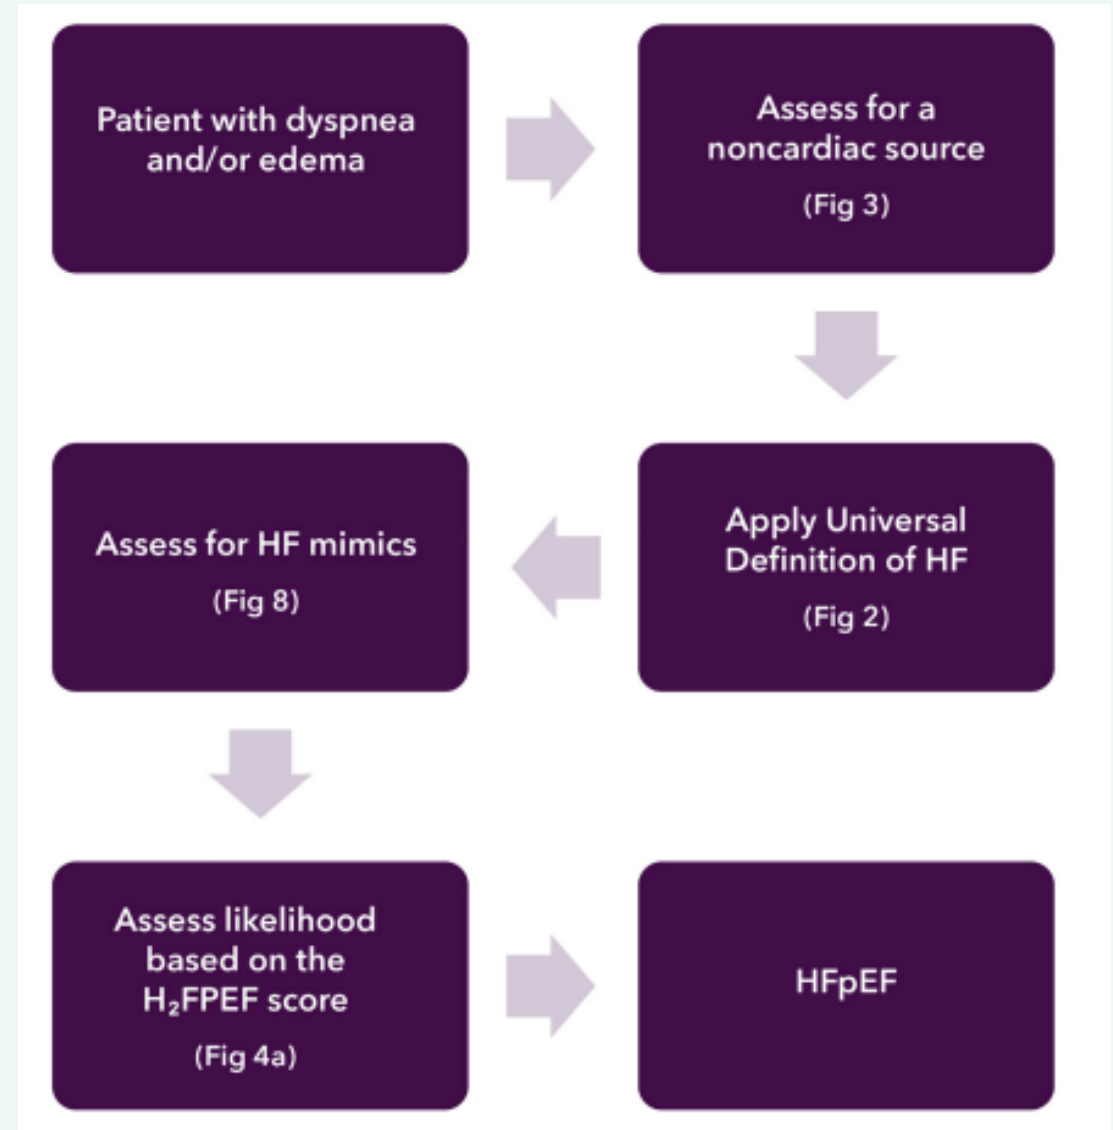 Patient with dyspnea
and/or edema
Assess for a
noncardiac source
(Fig 3)
Apply Universal
Definition of HF
(Fig 2)
Assess for HF mimics
(Fig 8)
Assess likelihood
based on the
H₂FPEF score
(Fig 4a)
HFpEF